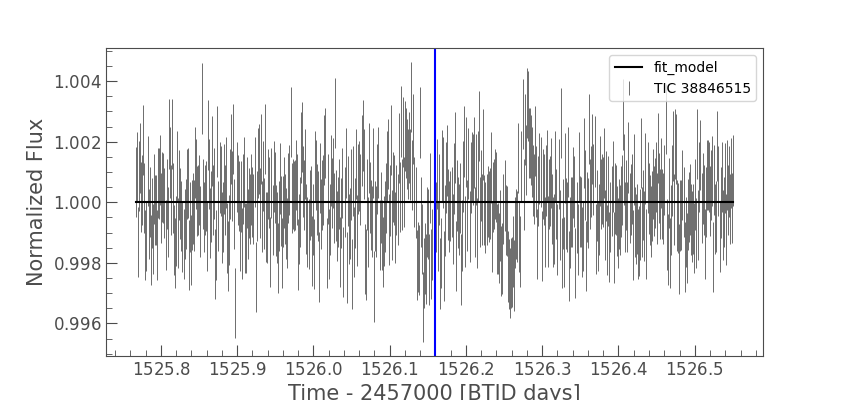 fit_model
TIC 38846515
1.004
1.002
1.000
0.998
0.996
Normalized Flux
1525.8 1525.9 1526.0 1526.1 1526.2 1526.3 1526.4 1526.5
Time - 2457000 [BTJD days]